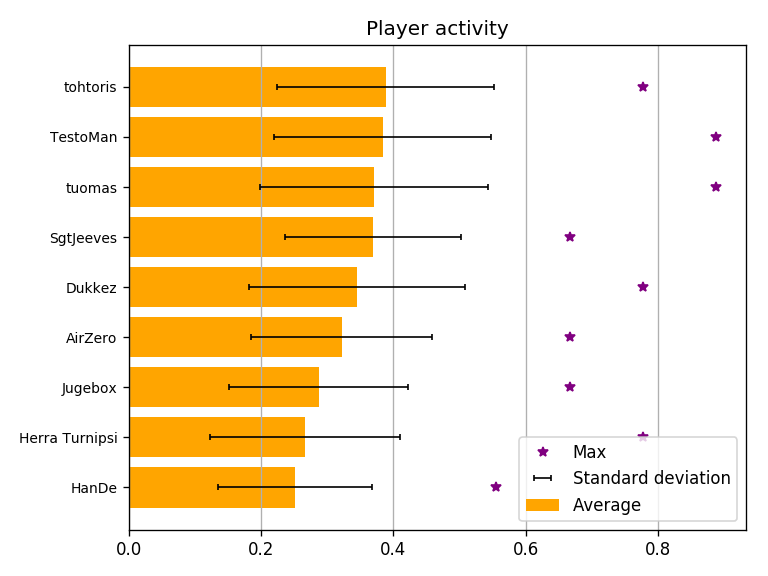 Player activity
tohtoris
TestoMan
tuomas
SgtJeeves
Dukkez
AirZero
Jugebox
Herra Turnipsi
HanDe
Max
Standard deviation
Average
0.0 0.2 0.4 0.6 0.8